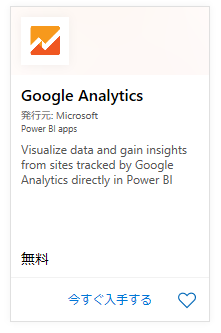 Google Analytics
発行元: Microsoft
Power BI apps
Visualize data and gain insights
from sites tracked by Google
Analytics directly in Power BI
無料
今すぐ入手する